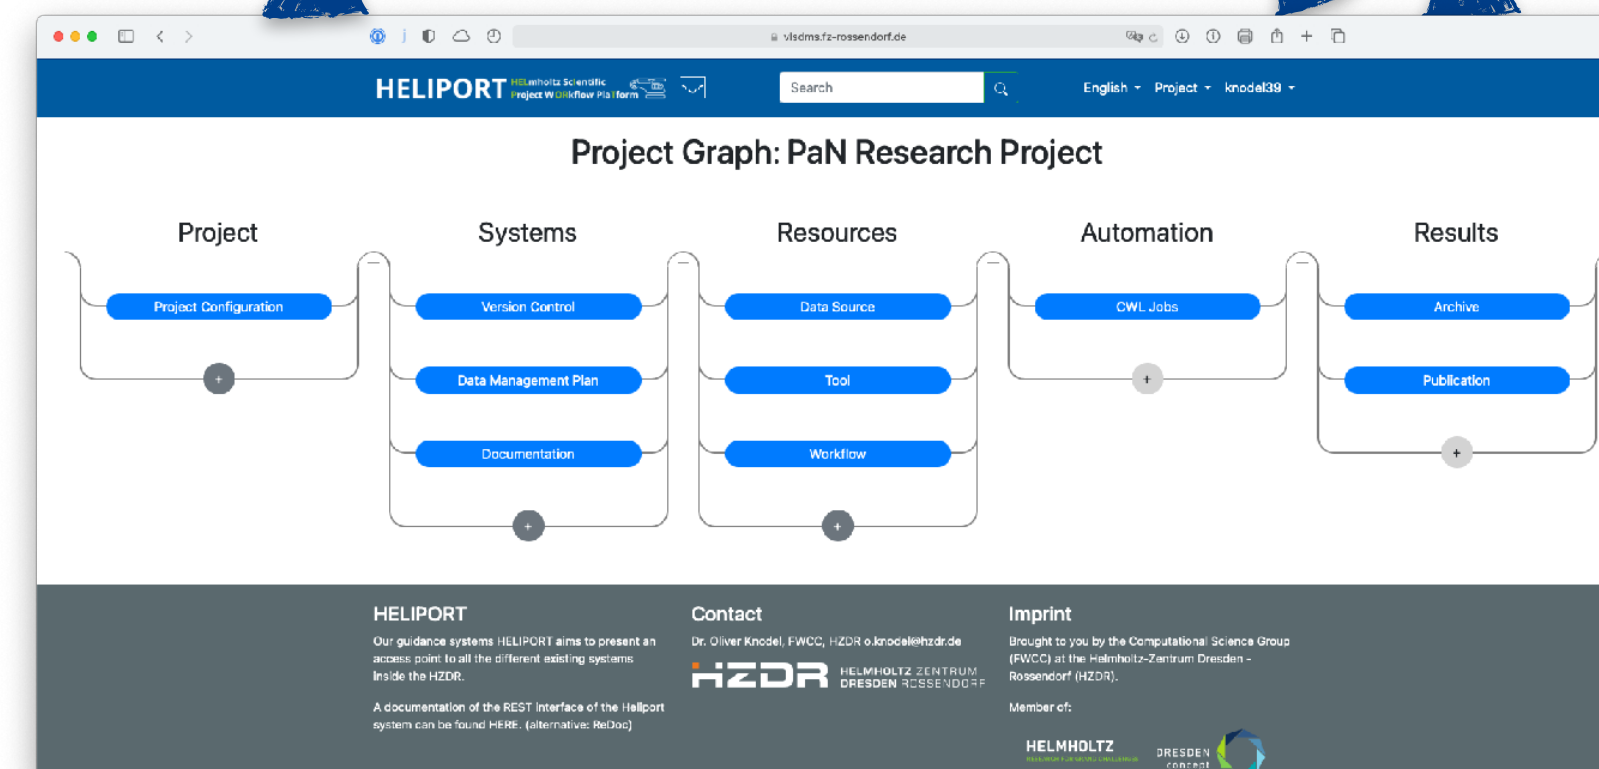 vlsdms.fz-rossendorf.de
HELIPORT HELmholtz ScIentific
Project WORkflow PlaTform
Search
English Project knodel39
Project Graph: PaN Research Project
Project Systems Resources Automation Results
Project Configuration Version Control Data Source CWL Jobs Archive
Data Management Plan Tool Publication
+ +
Documentation Workflow +
+ +
HELIPORT
Our guidance systems HELIPORT aims to present an
access point to all the different existing systems
inside the HZDR.
A documentation of the REST interface of the Heliport
system can be found HERE. (alternative: ReDoc)
Contact
Dr. Oliver Knodel, FWCC, HZDR o.knodel@hzdr.de
HZDR HELMHOLTZ ZENTRUM
DRESDEN ROSSENDORF
Imprint
Brought to you by the Computational Science Group
(FWCC) at the Helmholtz-Zentrum Dresden -
Rossendorf (HZDR).
Member of:
HELMHOLTZ
RESEARCH FOR GRAND CHALLENGES
DRESDEN
concept